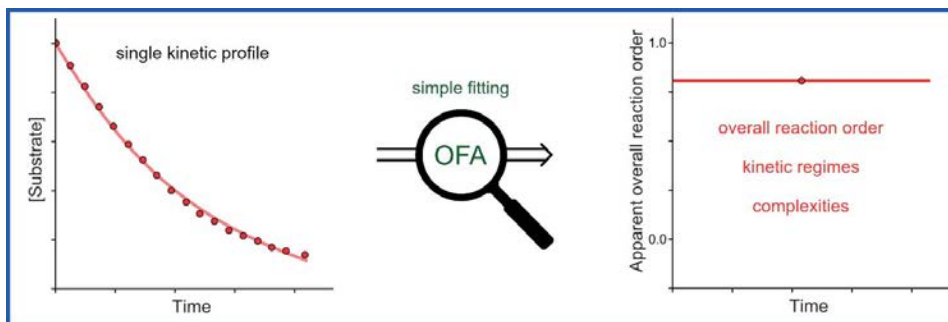 single kinetic profile
[Substrate]
Time
simple fitting
OFA
Apparent overall reaction order
1.0
0.0
overall reaction order
kinetic regimes
complexities
Time